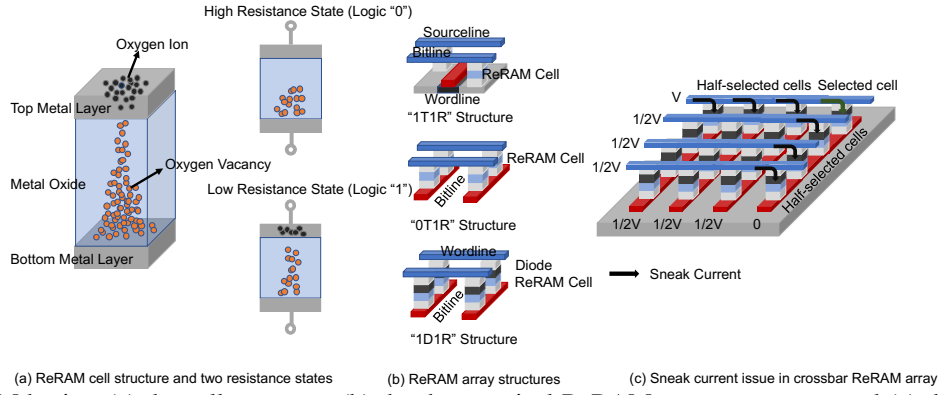 Oxygen Ion
Top Metal Layer
Metal Oxide
Oxygen Vacancy
Bottom Metal Layer
High Resistance State (Logic “0”)
Low Resistance State (Logic “1”)
(a) ReRAM cell structure and two resistance states
Sourceline
Bitline
ReRAM Cell
Wordline
“1T1R” Structure
ReRAM Cell
Bitline
“0T1R” Structure
Wordline
Diode
ReRAM Cell
Bitline
“1D1R” Structure
(b) ReRAM array structures
Half-selected cells
Selected cell
V
1/2V
1/2V
1/2V
Half-selected cells
1/2V 1/2V 1/2V 0
Sneak Current
(c) Sneak current issue in crossbar ReRAM array